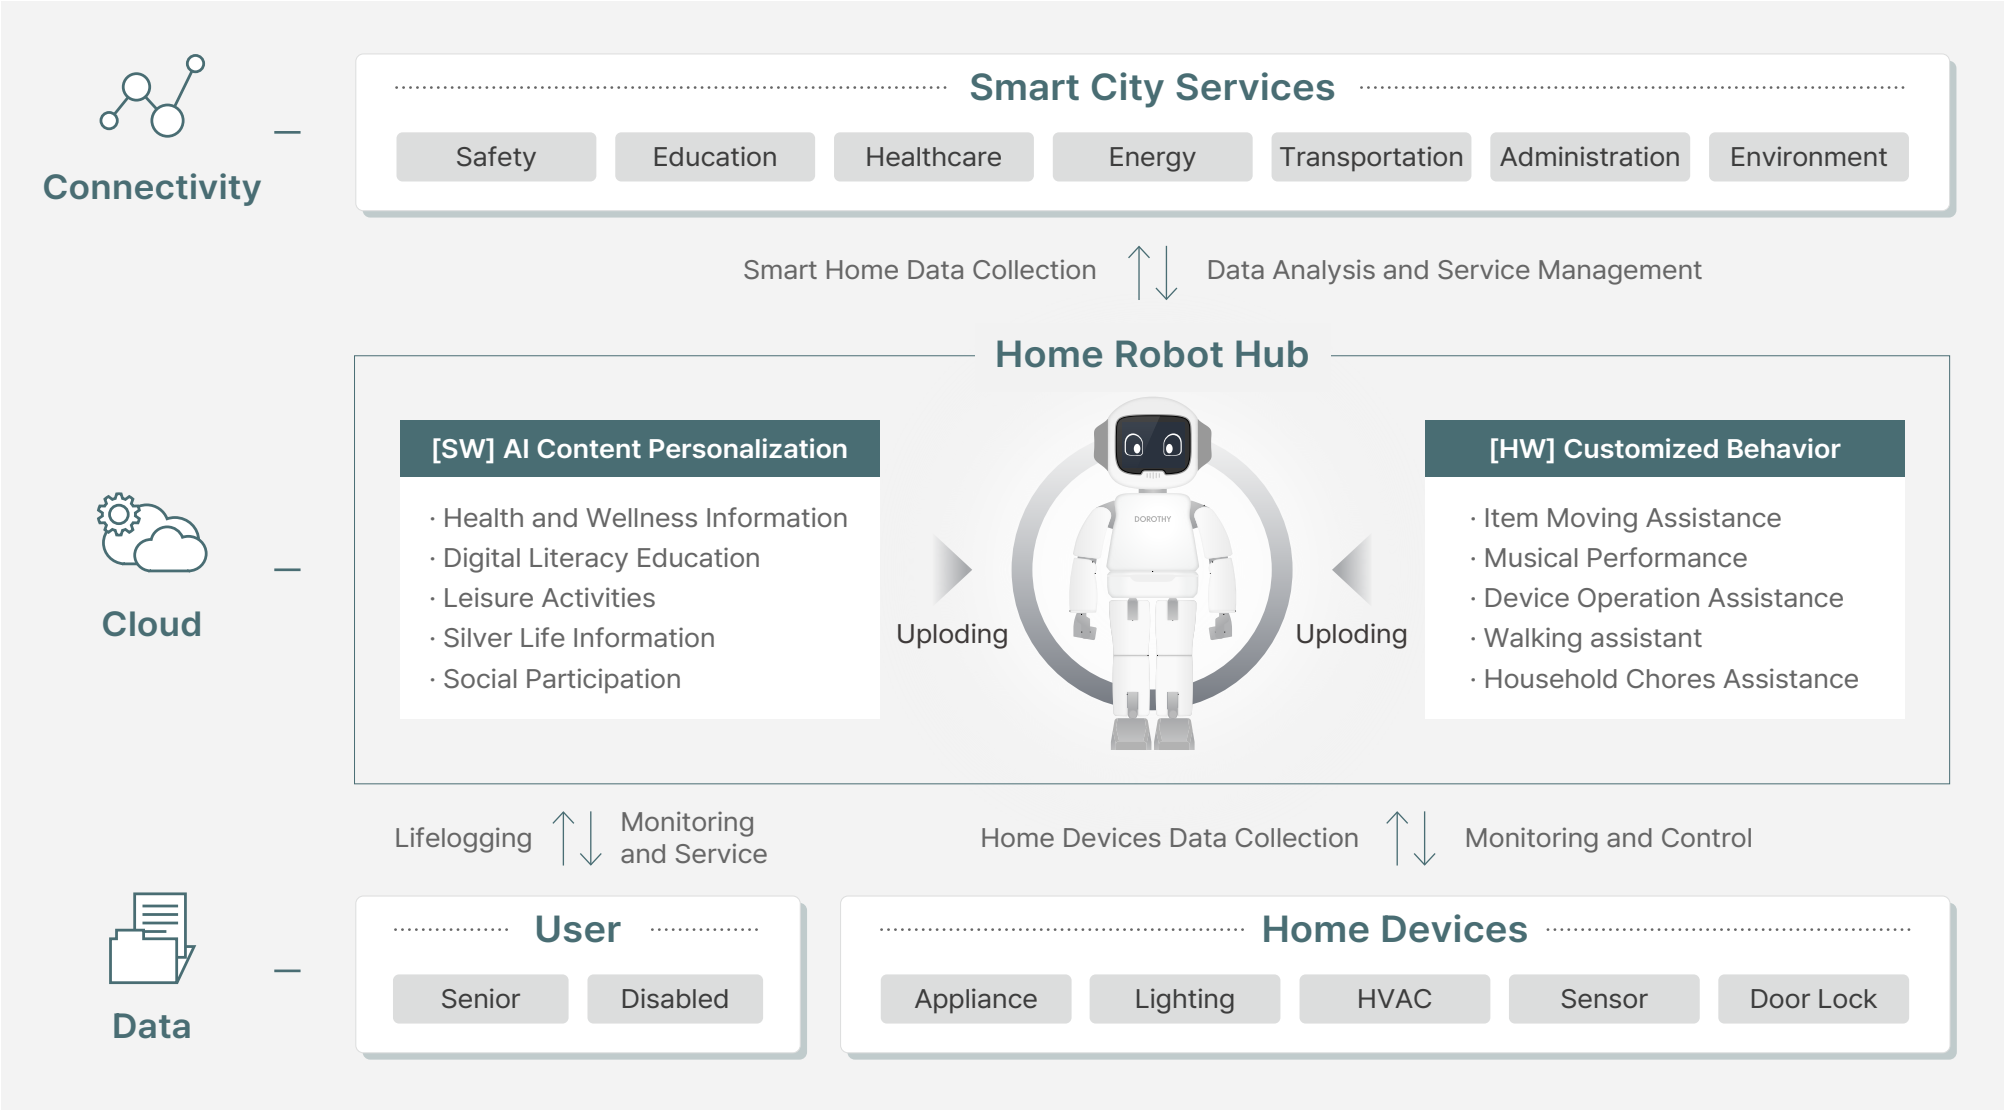 Connectivity
Smart City Services
Safety
Education
Healthcare
Energy
Transportation
Administration
Environment
Smart Home Data Collection
Data Analysis and Service Management
Cloud
Home Robot Hub
[SW] AI Content Personalization
· Health and Wellness Information
· Digital Literacy Education
· Leisure Activities
· Silver Life Information
· Social Participation
Uploding
DOROTHY
Uploding
[HW] Customized Behavior
· Item Moving Assistance
· Musical Performance
· Device Operation Assistance
· Walking assistant
· Household Chores Assistance
Lifelogging
Monitoring
and Service
Home Devices Data Collection
Monitoring and Control
Data
User
Senior
Disabled
Home Devices
Appliance
Lighting
HVAC
Sensor
Door Lock